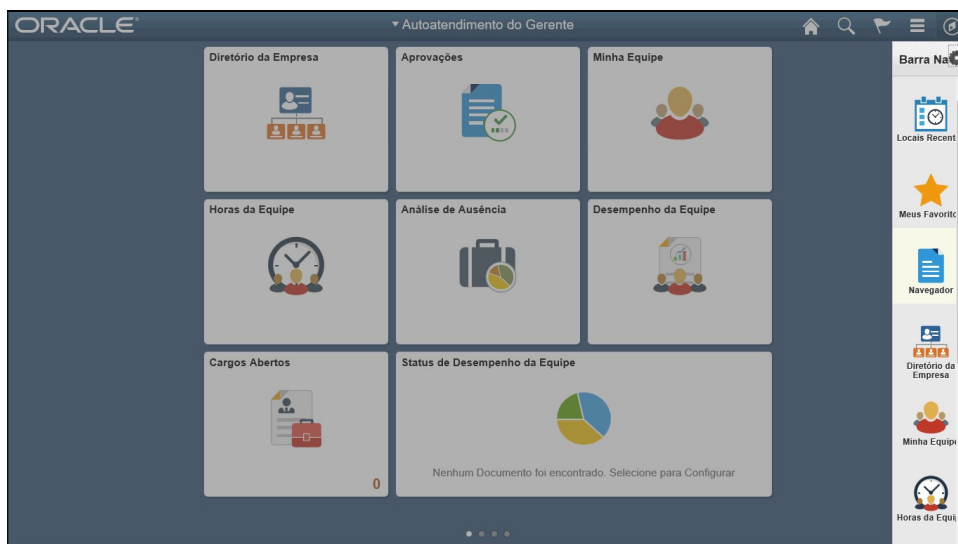 ORACLE®
Autoatendimento do Gerente
Diretório da Empresa
Aprovações
Minha Equipe
Horas da Equipe
Análise de Ausência
Desempenho da Equipe
Cargos Abertos
0
Status de Desempenho da Equipe
Nenhum Documento foi encontrado. Selecione para Configurar
Barra Na
Locais Recent
Meus Favorito
Navegador
Diretório da
Empresa
Minha Equip
Horas da Equi